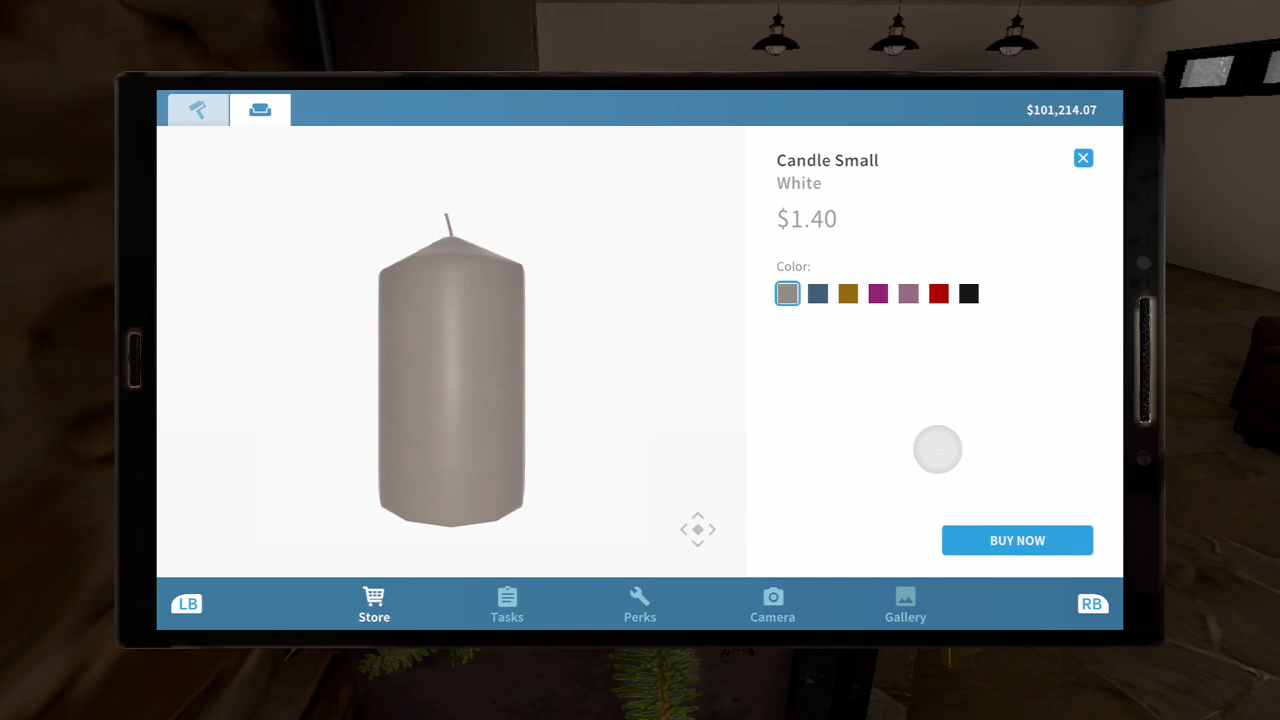 $101,214.07
Candle Small
White
$1.40
Color:
BUY NOW
LB
Store
Tasks
Perks
Camera
Gallery
RB